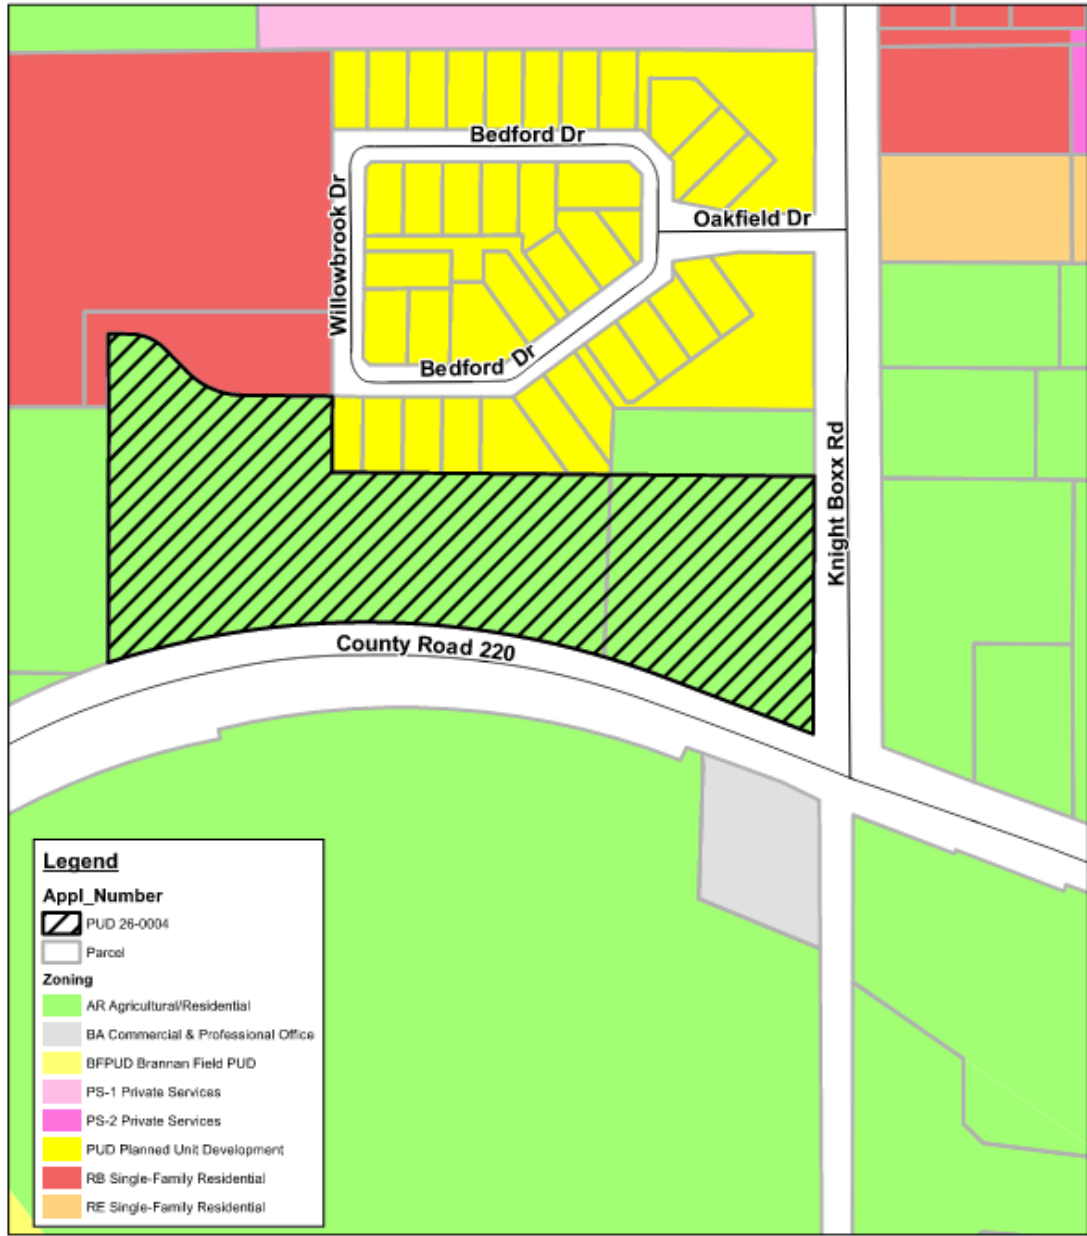 Bedford Dr
Willowbrook Dr
Oakfield Dr
Bedford Dr
Knight Boxx Rd
County Road 220
Legend
Appl_Number
PUD 26-0004
Parcel
Zoning
AR Agricultural/Residential
BA Commercial & Professional Office
BFPUD Brannan Field PUD
PS-1 Private Services
PS-2 Private Services
PUD Planned Unit Development
RB Single-Family Residential
RE Single-Family Residential